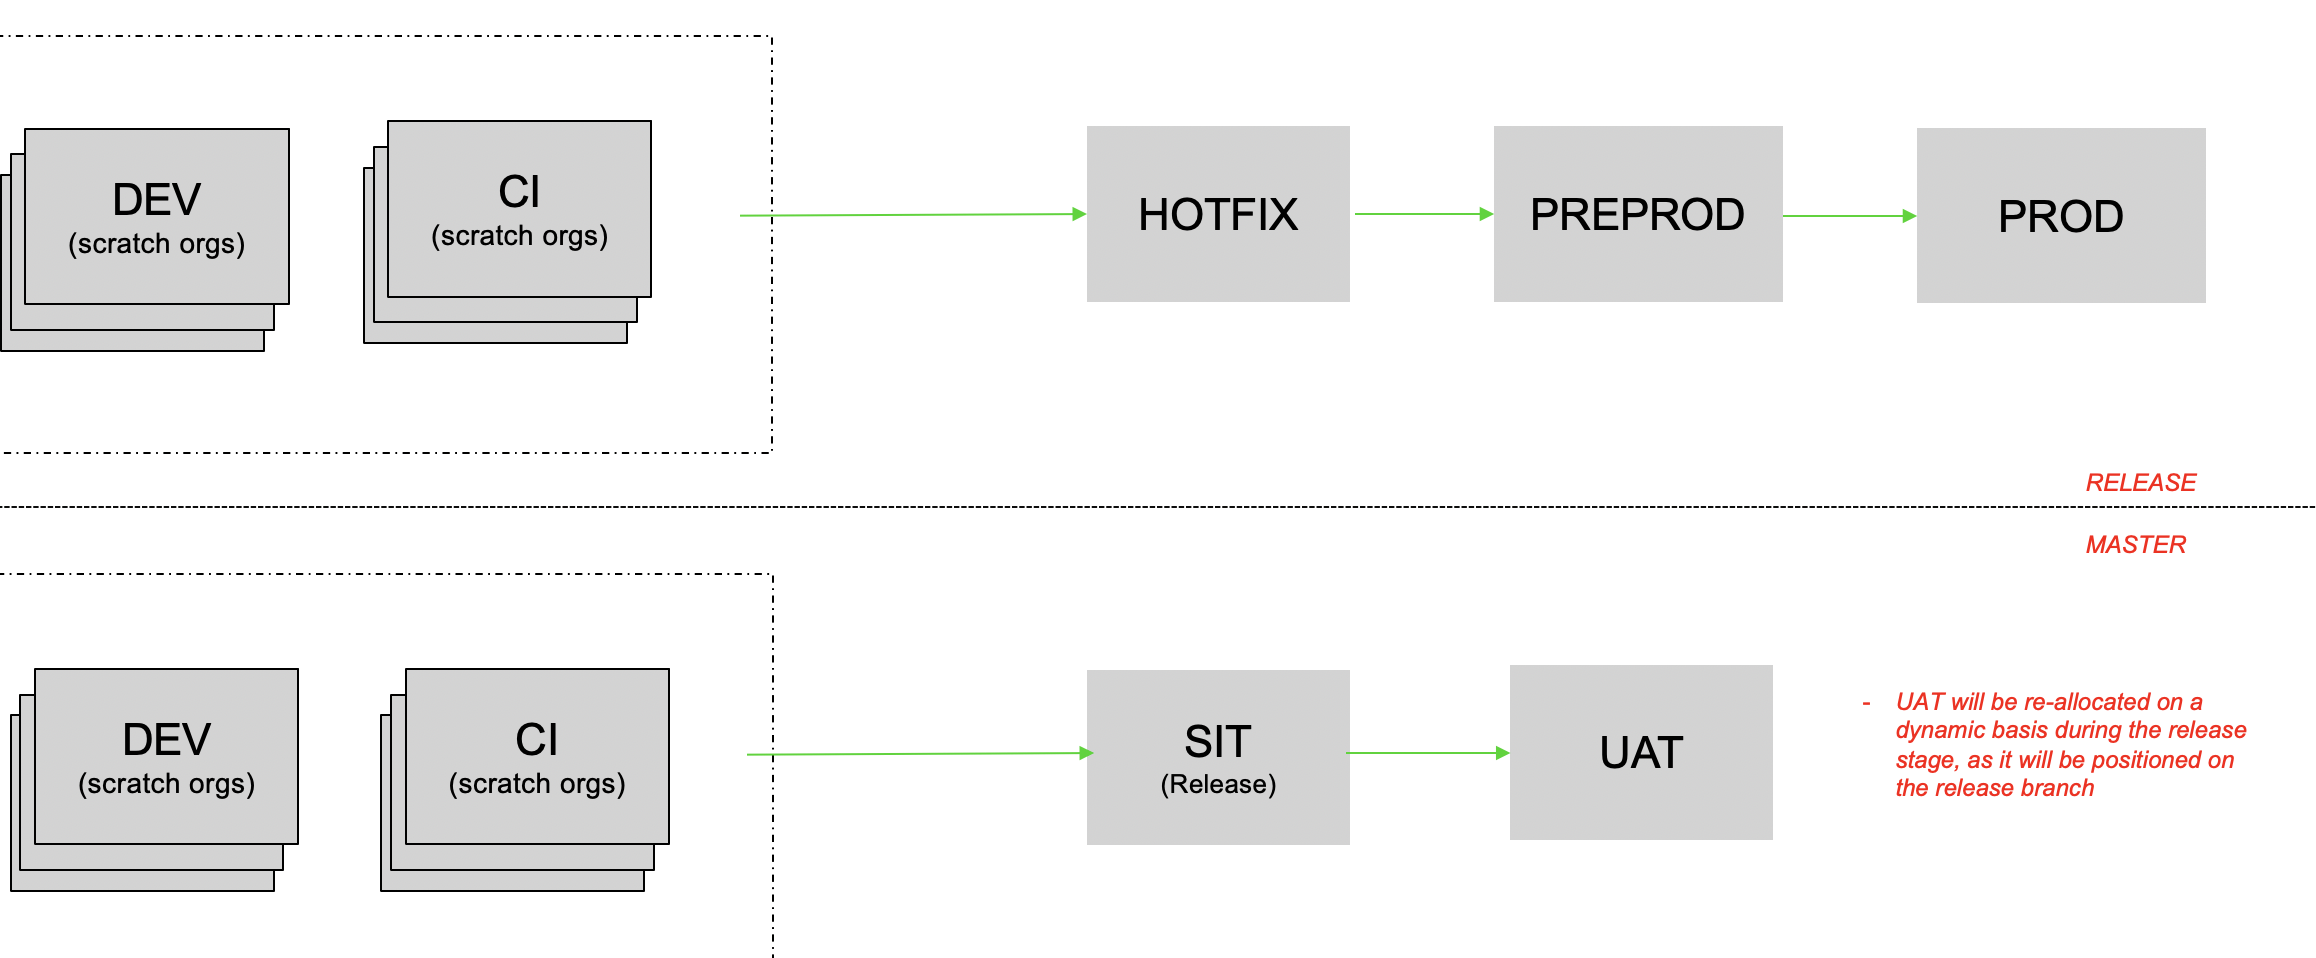 DEV
(scratch orgs)
CI
(scratch orgs)
HOTFIX
PREPROD
PROD
RELEASE
MASTER
DEV
(scratch orgs)
CI
(scratch orgs)
SIT
(Release)
UAT
- UAT will be re-allocated on a
dynamic basis during the release
stage, as it will be positioned on
the release branch